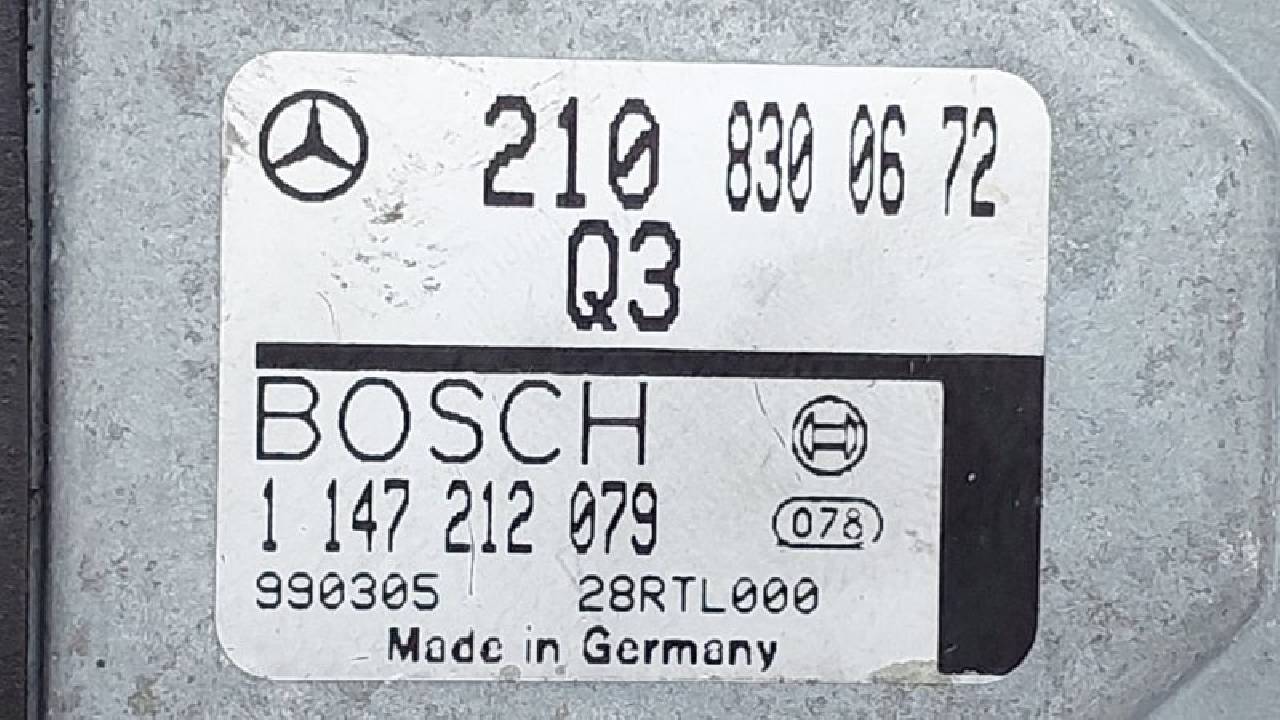 210 830 06 72
Q3
BOSCH
1 147 212 079
078
990305 28RTL000
Made in Germany